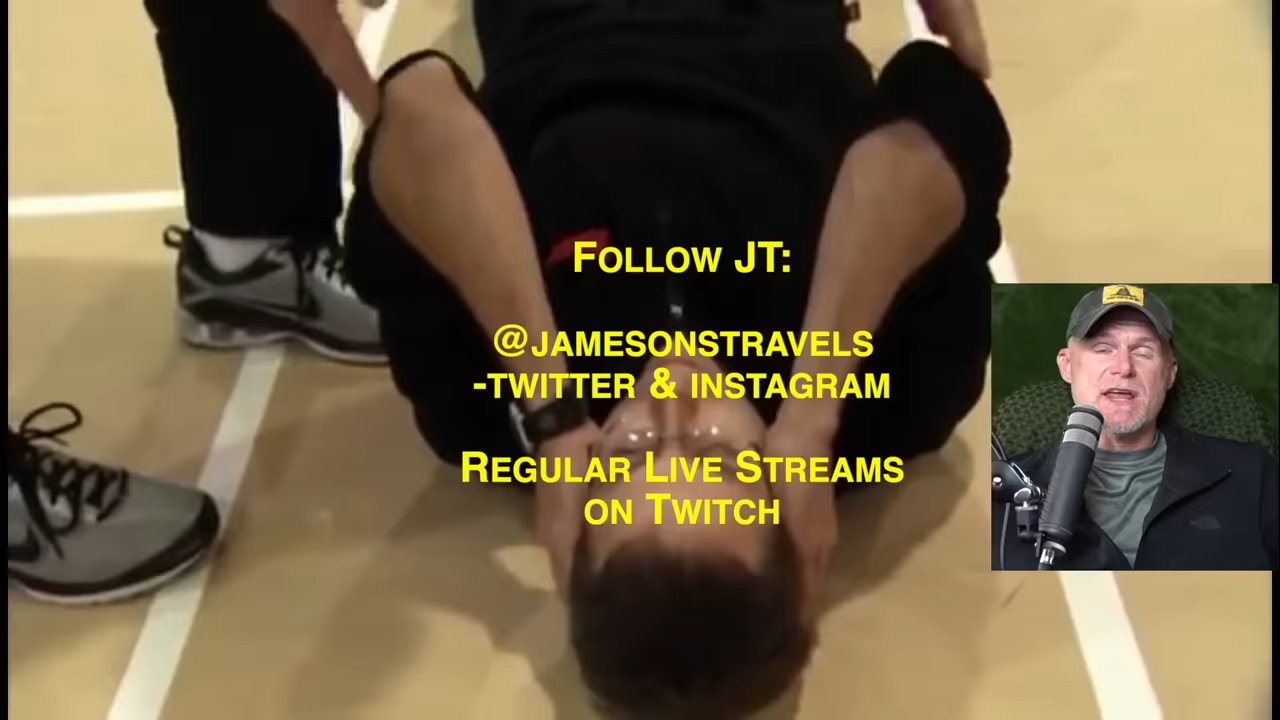 FOLLOW JT:
@JAMESONSTRAVELS
-TWITTER & INSTAGRAM
REGULAR LIVE STREAMS
ON TWITCH